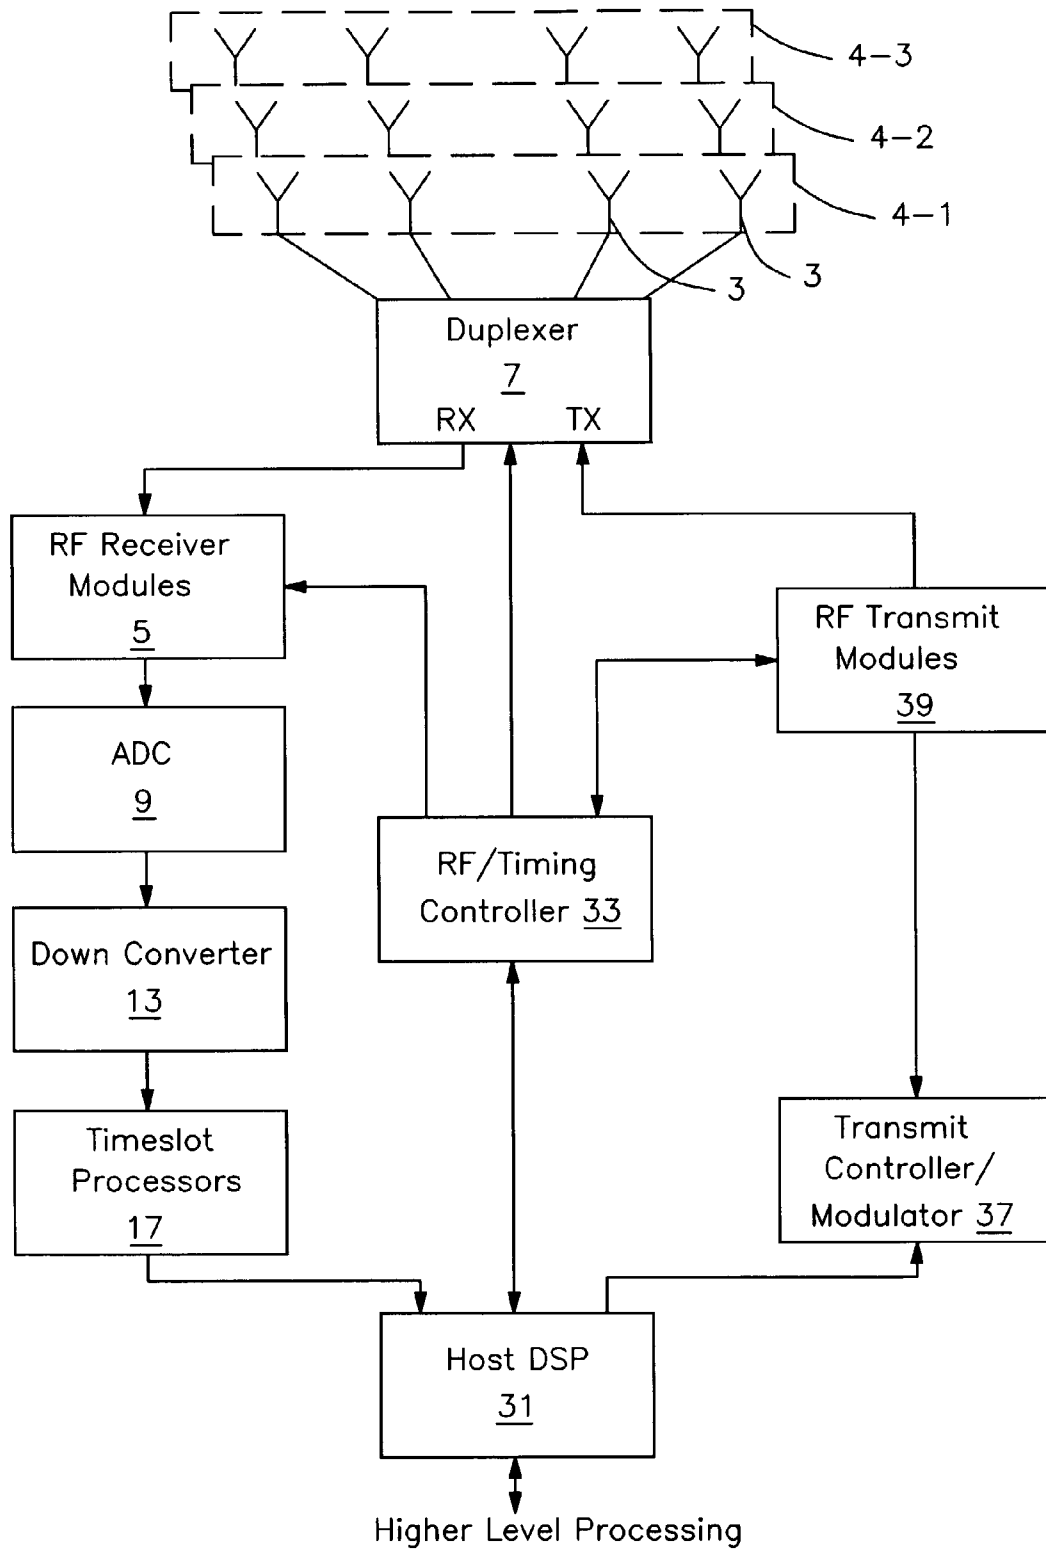 4-3
4-2
4-1
3
3
Duplexer
7
RX
TX
RF Receiver
Modules
5
RF Transmit
Modules
39
ADC
9
RF/Timing
Controller 33
Down Converter
13
Timeslot
Processors
17
Transmit
Controller/
Modulator 37
Host DSP
31
Higher Level Processing